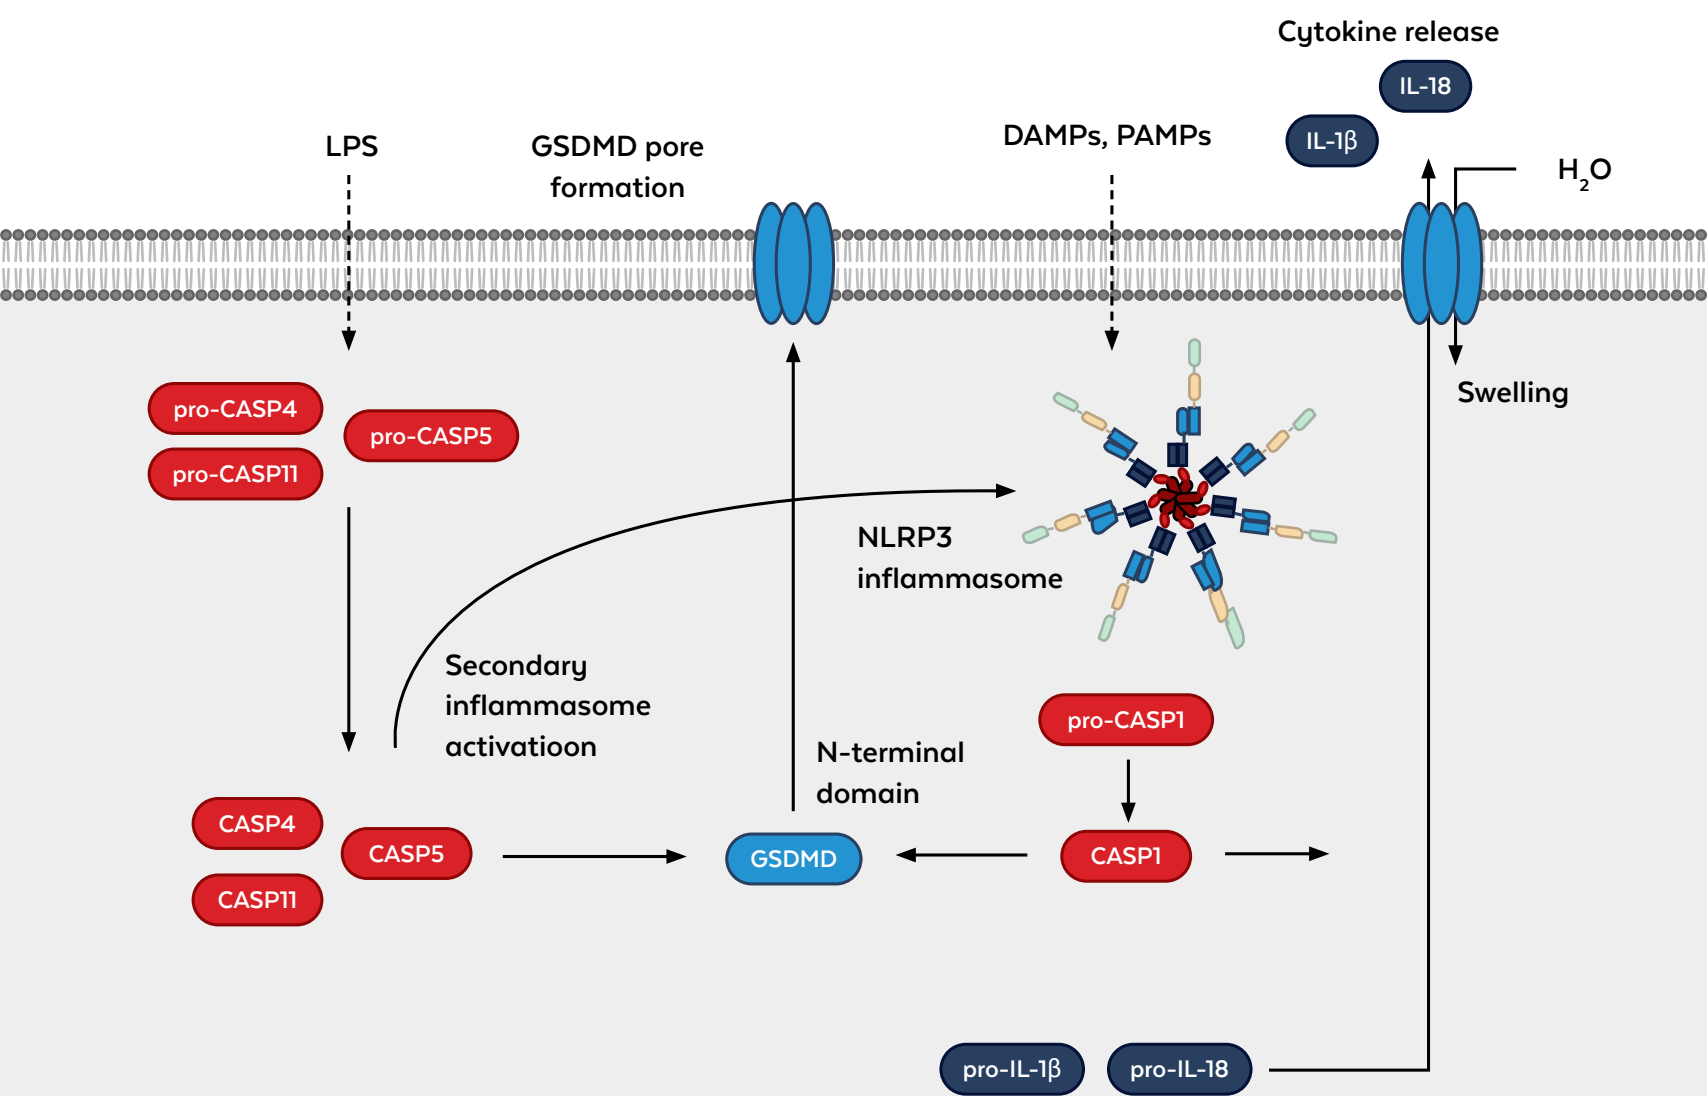 Cytokine release
IL-18
IL-1β
LPS
GSDMD pore
formation
DAMPs, PAMPs
H₂O
Swelling
pro-CASP4
pro-CASP5
pro-CASP11
NLRP3
inflammasome
Secondary
inflammasome
activatioon
pro-CASP1
N-terminal
domain
CASP4
CASP5
CASP11
GSDMD
CASP1
pro-IL-1β
pro-IL-18